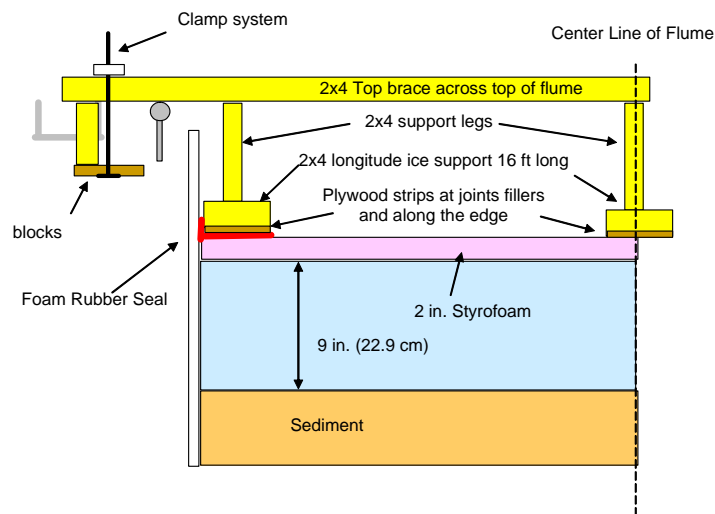 Clamp system
Center Line of Flume
2x4 Top brace across top of flume
2x4 support legs
2x4 longitude ice support 16 ft long
Plywood strips at joints fillers
and along the edge
blocks
Foam Rubber Seal
2 in. Styrofoam
9 in. (22.9 cm)
Sediment